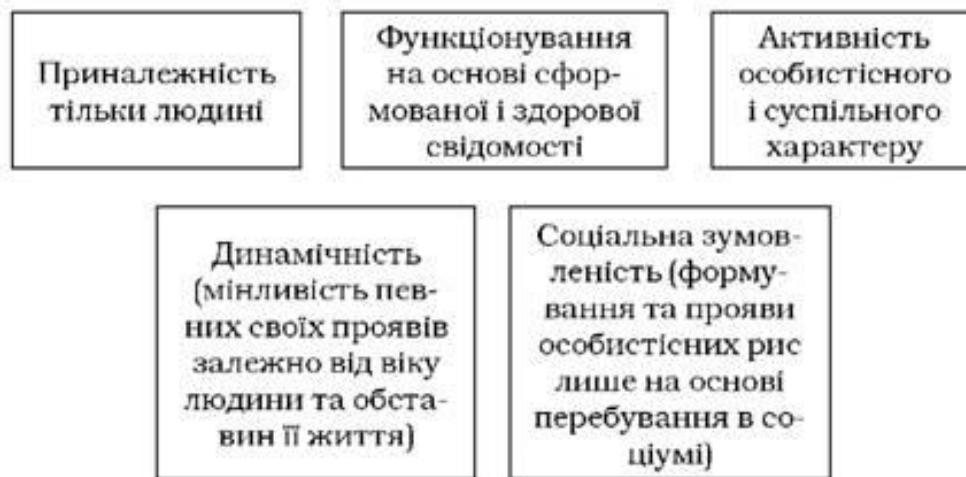 Приналежність
тільки людині
Функціонування
на основі сфор-
мованої і здорової
свідомості
Активність
особистісного
і суспільного
характеру
Динамічність
(мінливість пев-
них своїх проявів
залежно від віку
людини та обста-
вин її життя)
Соціальна зумов-
леність (форму-
вання та прояви
особистісних рис
лише на основі
перебування в со-
ціумі)